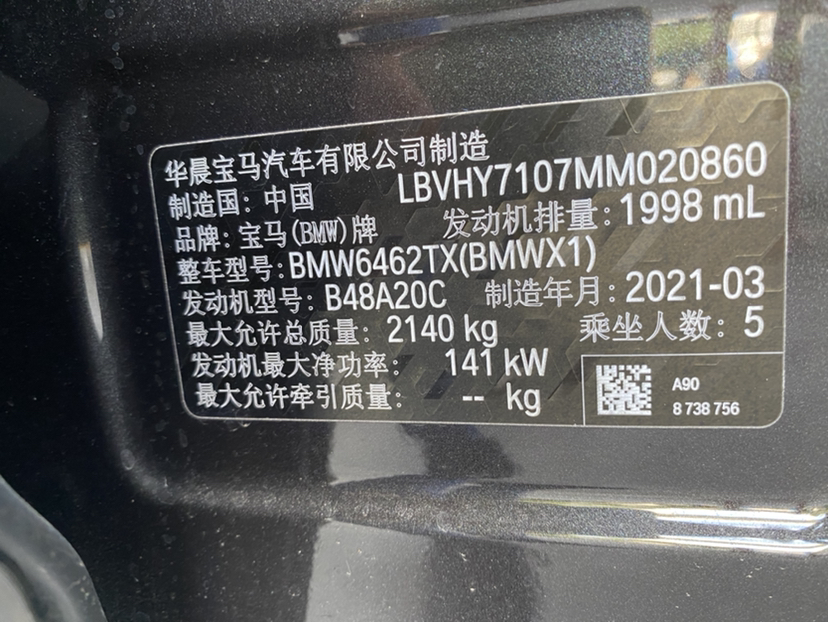 华晨宝马汽车有限公司制造
制造国：中国 LBVHY7107MM020860
品牌：宝马(BMW)牌 发动机排量：1998 mL
整车型号：BMW6462TX(BMWX1)
发动机型号：B48A20C 制造年月：2021-03
最大允许总质量：2140 kg 乘坐人数：5
发动机最大净功率：141 kW
最大允许牵引质量：-- kg
A90
8 738 756